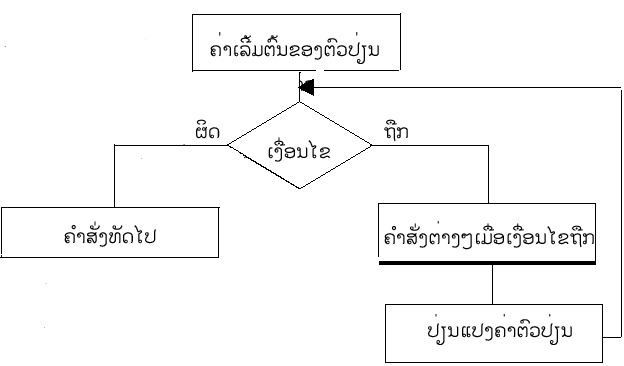 ຄ່າເລີ້ມຕົ້ນຂອງຕົວປ່ຽນ
ຜິດ
ເງື່ອນໄຂ
ຖືກ
ຄຳສັ່ງທັດໄປ
ຄຳສັ່ງຕ່າງໆເມື່ອເງື່ອນໄຂຖືກ
ປ່ຽນແປງຄ່າຕົວປ່ຽນ